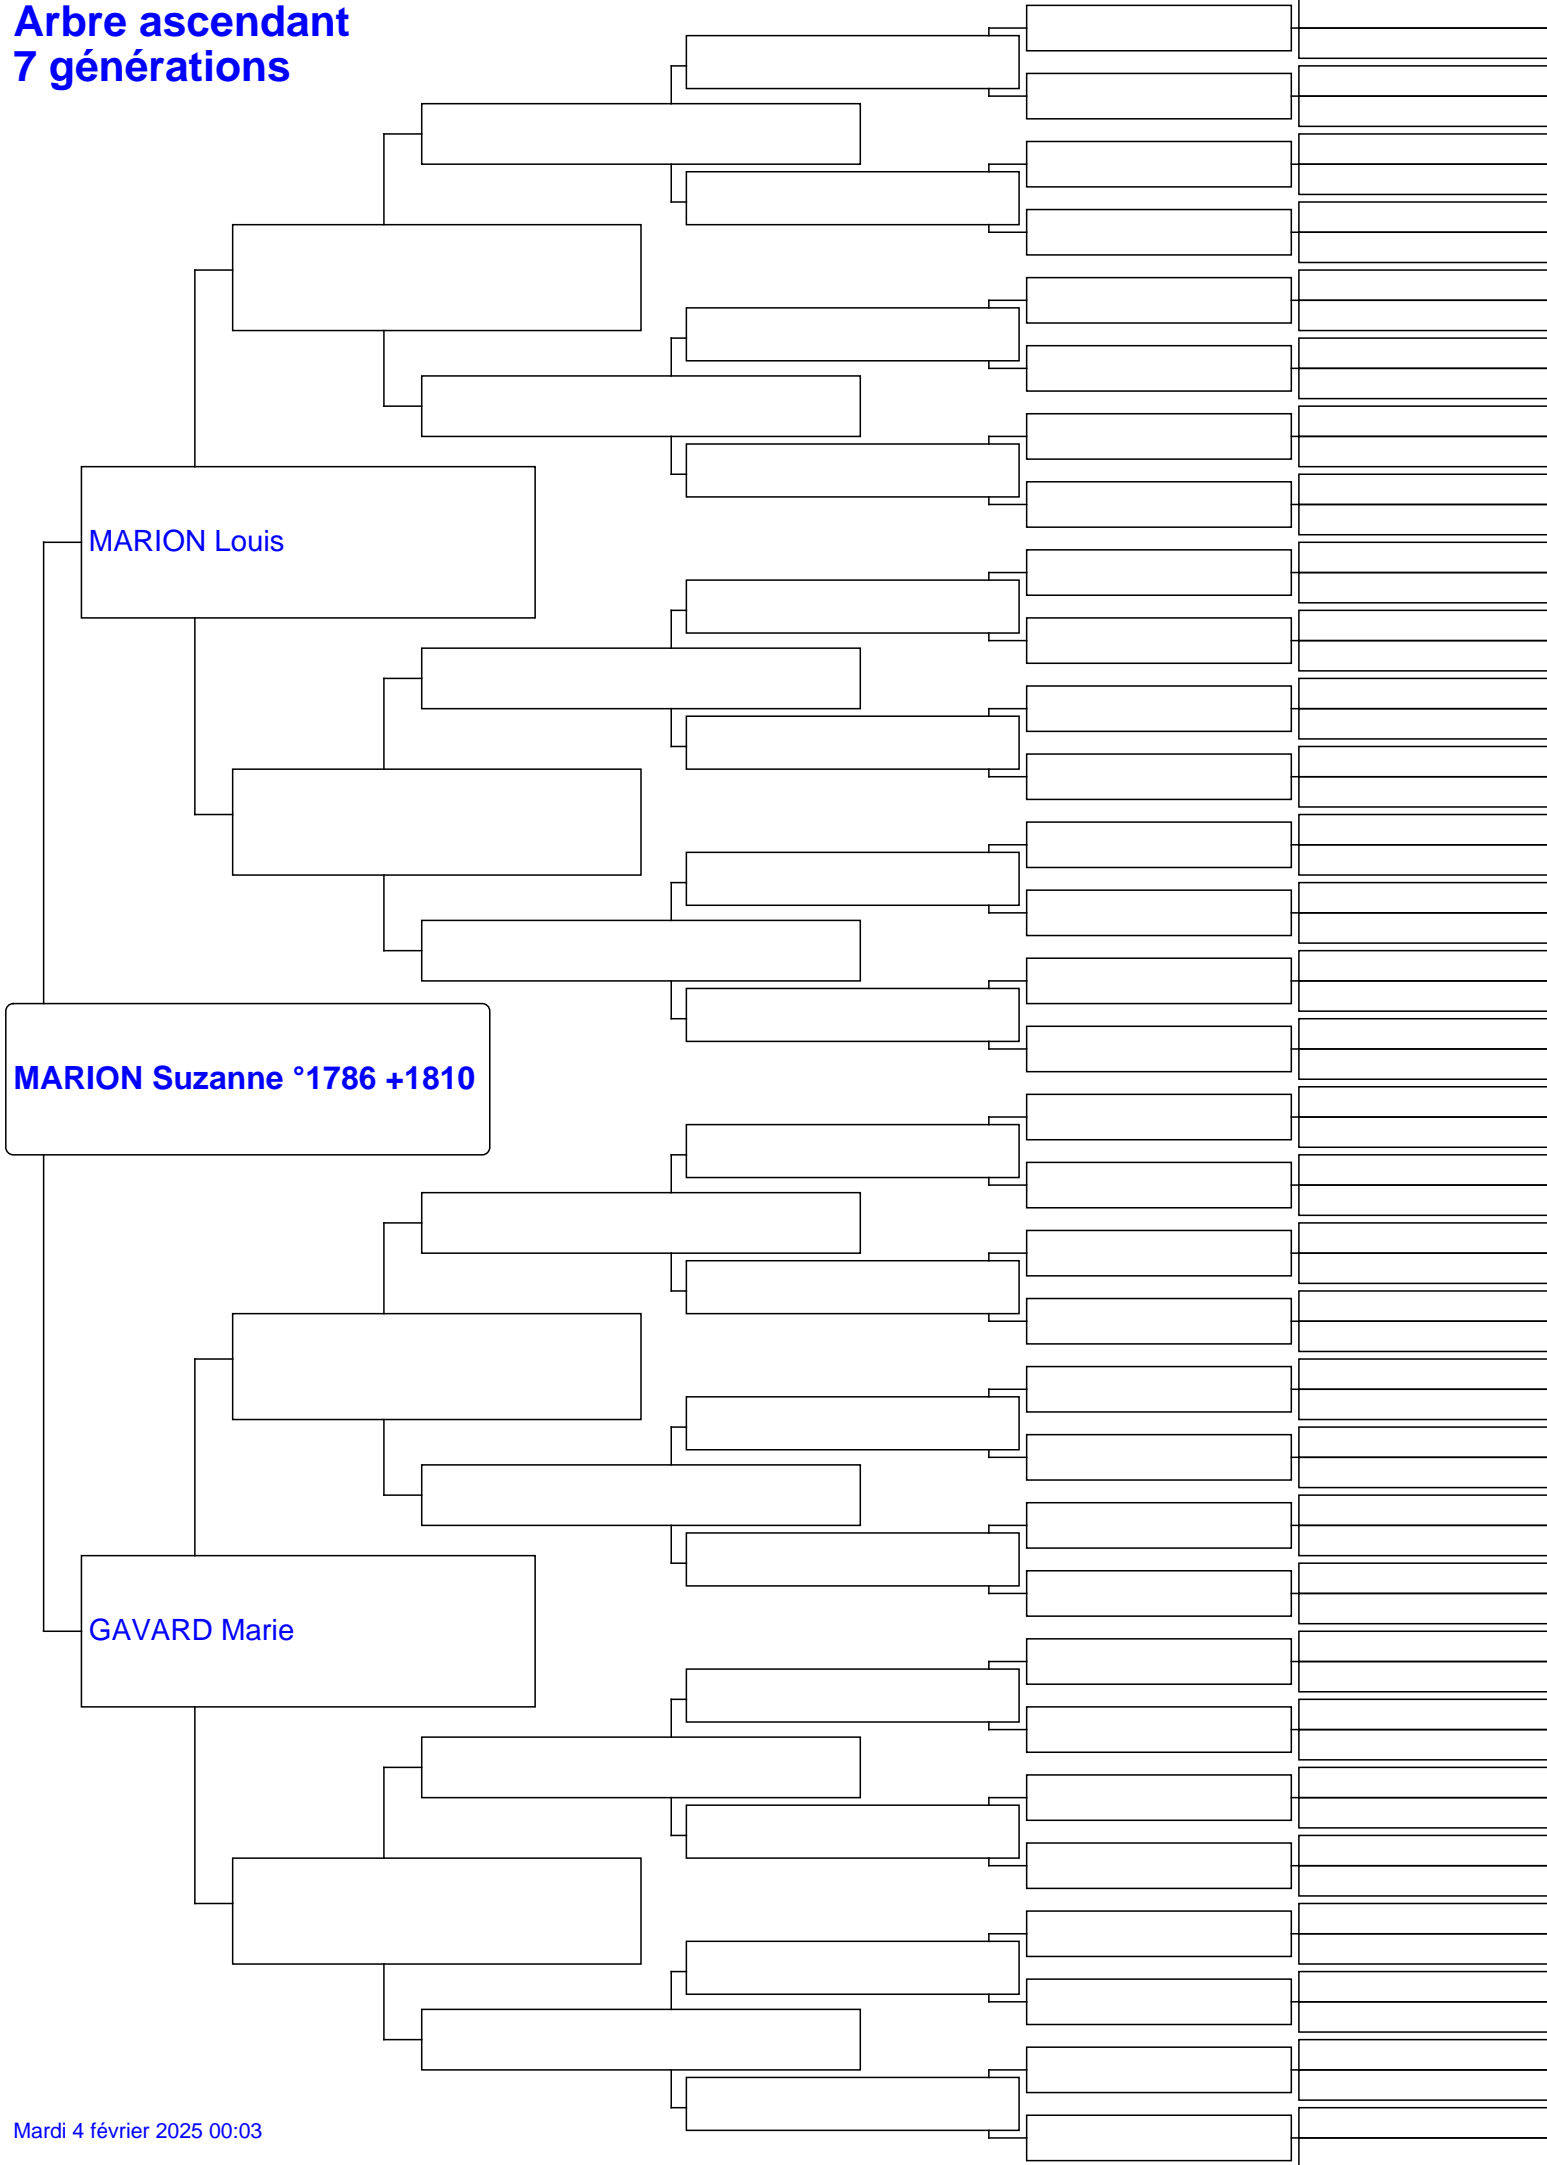 Arbre ascendant
7 générations
MARION Louis
MARION Suzanne °1786 +1810
GAVARD Marie
Mardi 4 février 2025 00:03